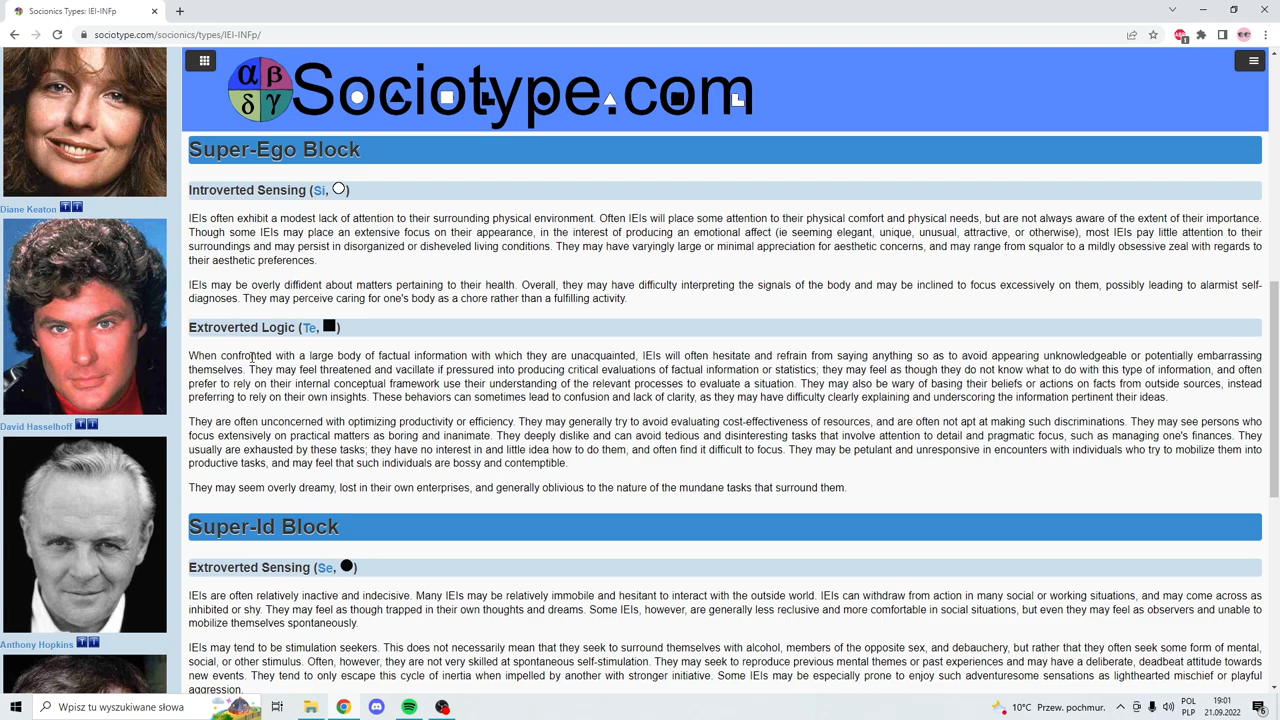 Socionics Types: IEI-INFp
sociotype.com/socionics/types/IEI-INFp/
Diane Keaton T T
David Hasselhoff T T
Anthony Hopkins T T
α β
δ γ
Sociotype.com
Super-Ego Block
Introverted Sensing (Si, )
IEIs often exhibit a modest lack of attention to their surrounding physical environment. Often IEIs will place some attention to their physical comfort and physical needs, but are not always aware of the extent of their importance.
Though some IEIs may place an extensive focus on their appearance, in the interest of producing an emotional affect (ie seeming elegant, unique, unusual, attractive, or otherwise), most IEIs pay little attention to their
surroundings and may persist in disorganized or disheveled living conditions. They may have varyingly large or minimal appreciation for aesthetic concerns, and may range from squalor to a mildly obsessive zeal with regards to
their aesthetic preferences.
IEIs may be overly diffident about matters pertaining to their health. Overall, they may have difficulty interpreting the signals of the body and may be inclined to focus excessively on them, possibly leading to alarmist self-
diagnoses. They may perceive caring for one's body as a chore rather than a fulfilling activity.
Extroverted Logic (Te, )
When confronted with a large body of factual information with which they are unacquainted, IEIs will often hesitate and refrain from saying anything so as to avoid appearing unknowledgeable or potentially embarrassing
themselves. They may feel threatened and vacillate if pressured into producing critical evaluations of factual information or statistics; they may feel as though they do not know what to do with this type of information, and often
prefer to rely on their internal conceptual framework use their understanding of the relevant processes to evaluate a situation. They may also be wary of basing their beliefs or actions on facts from outside sources, instead
preferring to rely on their own insights. These behaviors can sometimes lead to confusion and lack of clarity, as they may have difficulty clearly explaining and underscoring the information pertinent their ideas.
They are often unconcerned with optimizing productivity or efficiency. They may generally try to avoid evaluating cost-effectiveness of resources, and are often not apt at making such discriminations. They may see persons who
focus extensively on practical matters as boring and inanimate. They deeply dislike and can avoid tedious and disinteresting tasks that involve attention to detail and pragmatic focus, such as managing one's finances. They
usually are exhausted by these tasks; they have no interest in and little idea how to do them, and often find it difficult to focus. They may be petulant and unresponsive in encounters with individuals who try to mobilize them into
productive tasks, and may feel that such individuals are bossy and contemptible.
They may seem overly dreamy, lost in their own enterprises, and generally oblivious to the nature of the mundane tasks that surround them.
Super-Id Block
Extroverted Sensing (Se, )
IEIs are often relatively inactive and indecisive. Many IEIs may be relatively immobile and hesitant to interact with the outside world. IEIs can withdraw from action in many social or working situations, and may come across as
inhibited or shy. They may feel as though trapped in their own thoughts and dreams. Some IEIs, however, are generally less reclusive and more comfortable in social situations, but even they may feel as observers and unable to
mobilize themselves spontaneously.
IEIs may tend to be stimulation seekers. This does not necessarily mean that they seek to surround themselves with alcohol, members of the opposite sex, and debauchery, but rather that they often seek some form of mental,
social, or other stimulus. Often, however, they are not very skilled at spontaneous self-stimulation. They may seek to reproduce previous mental themes or past experiences and may have a deliberate, deadbeat attitude towards
new events. They tend to only escape this cycle of inertia when impelled by another with stronger initiative. Some IEIs may be especially prone to enjoy such adventuresome sensations as lighthearted mischief or playful
aggression.
Wpisz tu wyszukiwane słowa
10°C Przew. pochmur.
POL
PLP
19:01
21.09.2022